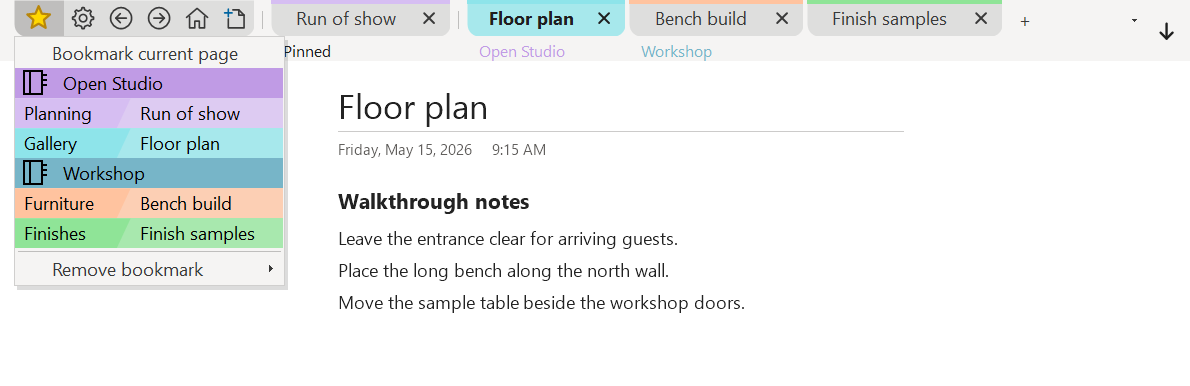 Run of show
Floor plan
Bench build
Finish samples
Pinned
Open Studio
Workshop
Bookmark current page
Open Studio
Planning Run of show
Gallery Floor plan
Workshop
Furniture Bench build
Finishes Finish samples
Remove bookmark
Floor plan
Friday, May 15, 2026 9:15 AM
Walkthrough notes
Leave the entrance clear for arriving guests.
Place the long bench along the north wall.
Move the sample table beside the workshop doors.